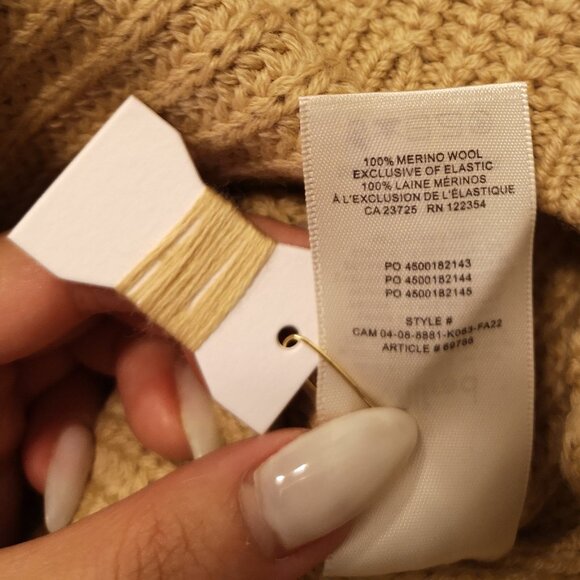 100% MERINO WOOL
EXCLUSIVE OF ELASTIC
100% LAINE MÉRINOS
À L'EXCLUSION DE L'ÉLASTIQUE
CA 23725 RN 122354
PO 4500182143
PO 4500182144
PO 4500182145
STYLE #
CAM 04-08-8881-K063-FA22
ARTICLE # 69786